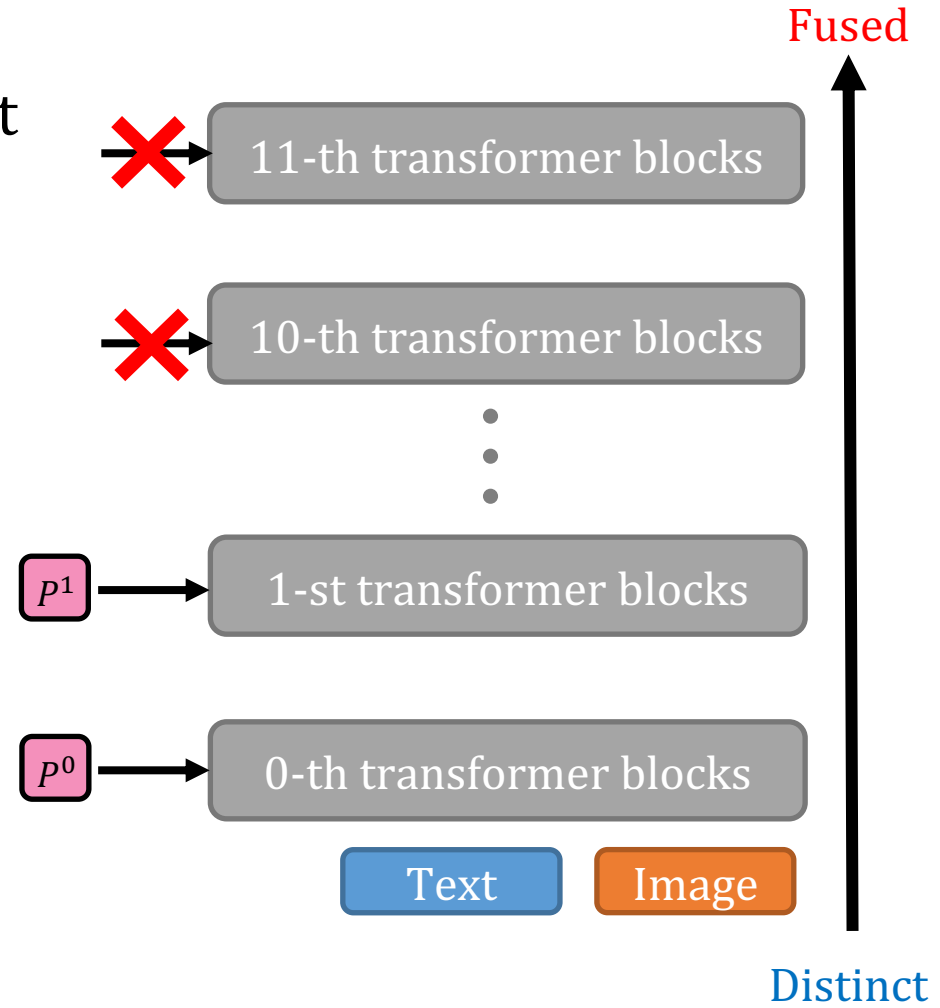 Fused
11-th transformer blocks
10-th transformer blocks
P¹
1-st transformer blocks
P⁰
0-th transformer blocks
Text
Image
Distinct